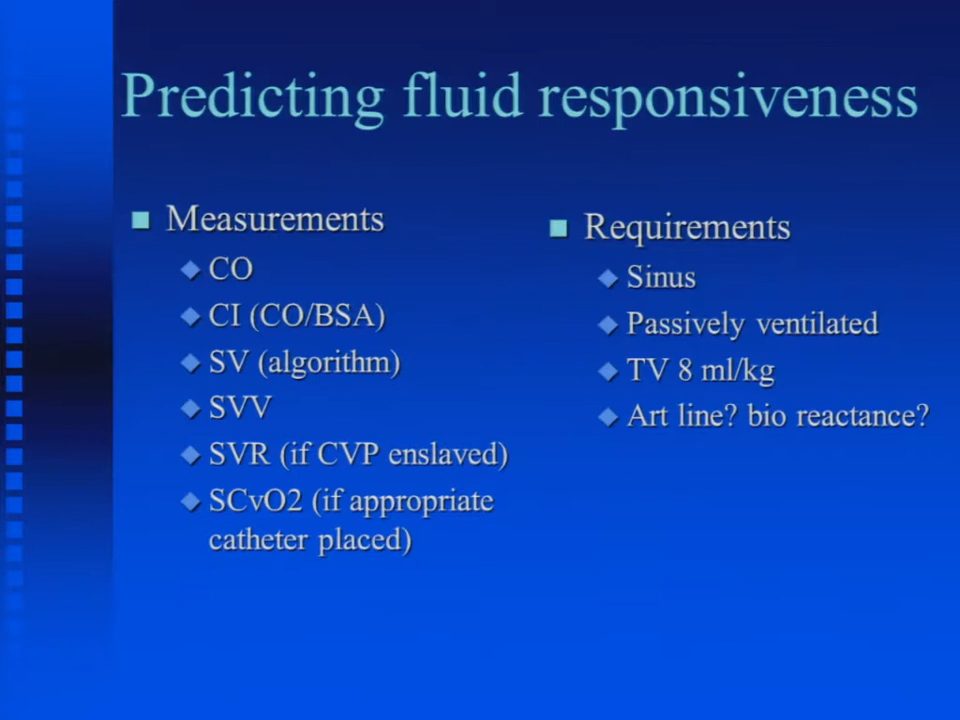 Predicting fluid responsiveness
Measurements
CO
CI (CO/BSA)
SV (algorithm)
SVV
SVR (if CVP enslaved)
SCvO2 (if appropriate
catheter placed)
Requirements
Sinus
Passively ventilated
TV 8 ml/kg
Art line? bio reactance?